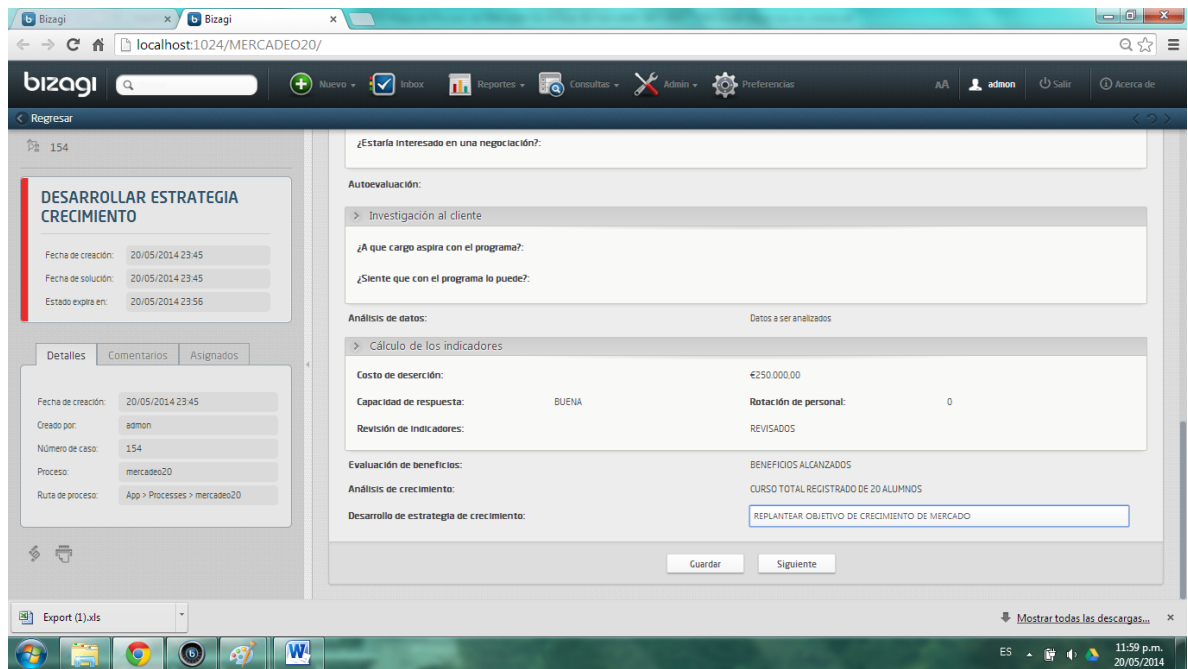 Bizagi
Bizagi
localhost:1024/MERCADEO20/
bizagi
Nuevo
Inbox
Reportes
Consultas
Admin
Preferencias
AA
admon
Salir
Acerca de
Regresar
154
DESARROLLAR ESTRATEGIA
CRECIMIENTO
Fecha de creación: 20/05/2014 23:45
Fecha de solución: 20/05/2014 23:45
Estado expira en: 20/05/2014 23:56
Detalles
Comentarios
Asignados
Fecha de creación: 20/05/2014 23:45
Creado por: admon
Número de caso: 154
Proceso: mercadeo20
Ruta de proceso: App > Processes > mercadeo20
¿Estaría interesado en una negociación?:
Autoevaluación:
Investigación al cliente
¿A que cargo aspira con el programa?:
¿Siente que con el programa lo puede?:
Análisis de datos: Datos a ser analizados
Cálculo de los indicadores
Costo de deserción: €250.000,00
Capacidad de respuesta: BUENA Rotación de personal: 0
Revisión de indicadores: REVISADOS
Evaluación de beneficios: BENEFICIOS ALCANZADOS
Análisis de crecimiento: CURSO TOTAL REGISTRADO DE 20 ALUMNOS
Desarrollo de estrategia de crecimiento: REPLANTEAR OBJETIVO DE CRECIMIENTO DE MERCADO
Guardar
Siguiente
Export (1).xls
Mostrar todas las descargas...
ES
11:59 p.m.
20/05/2014